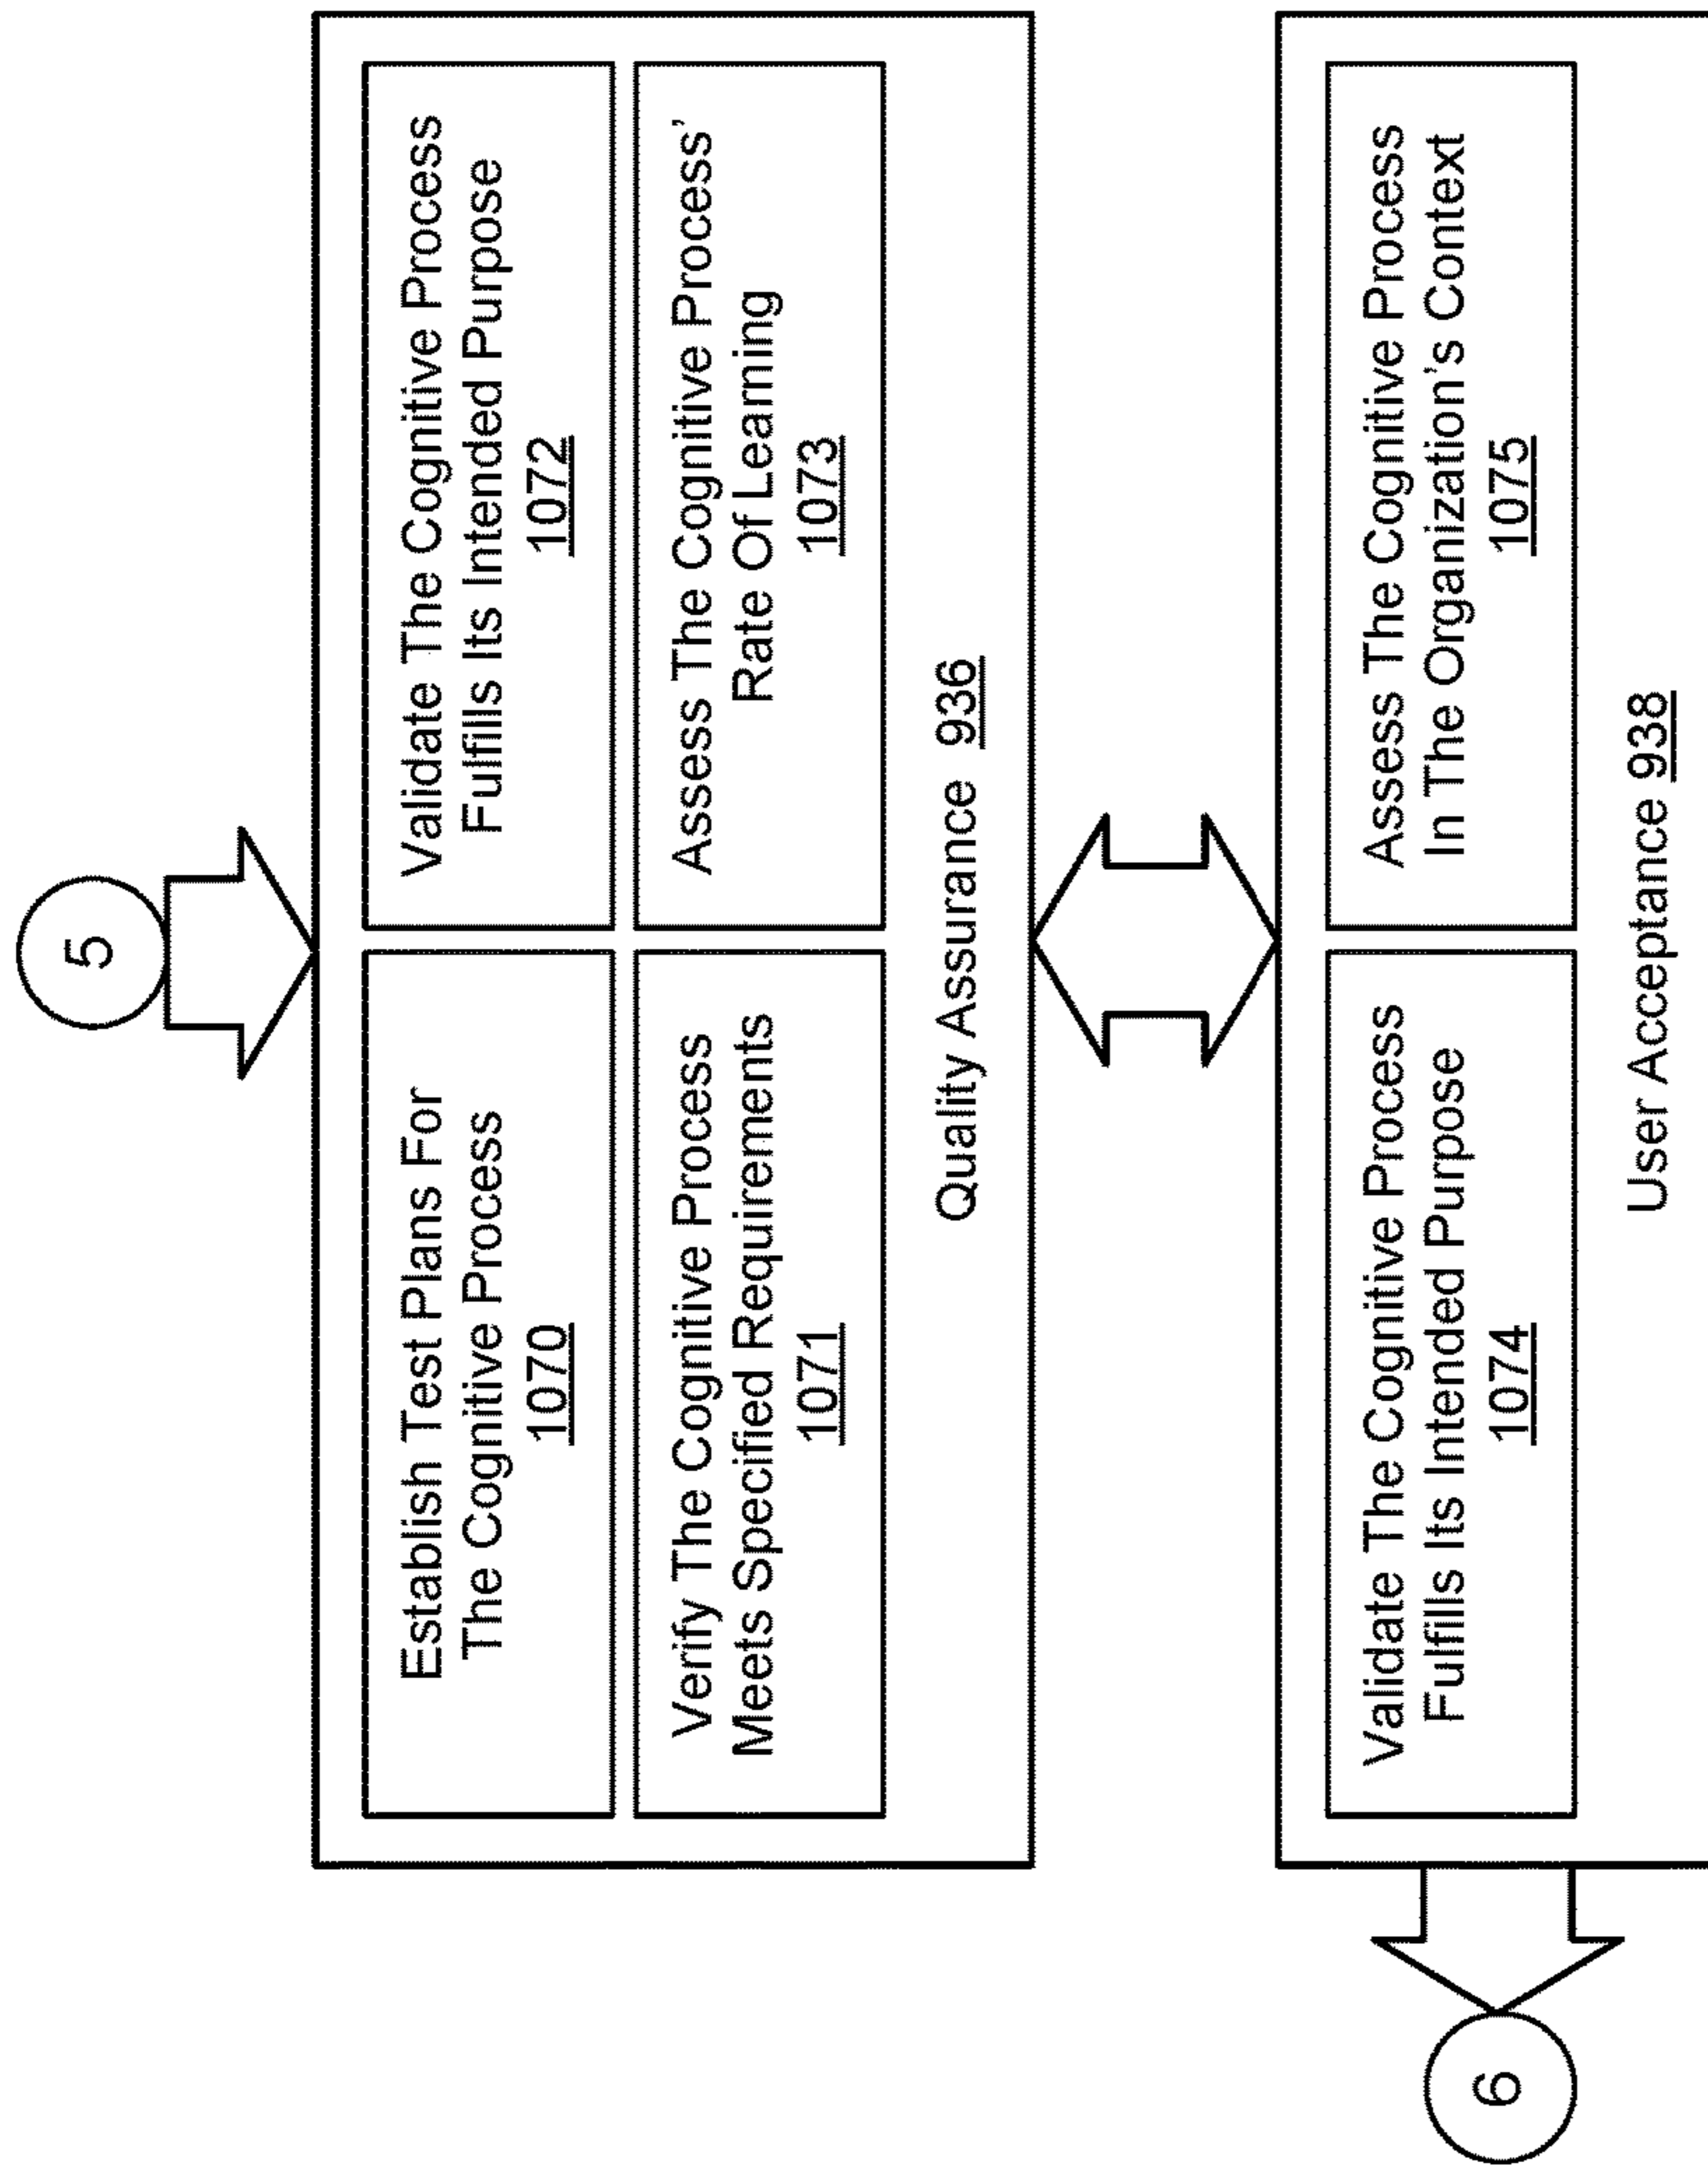 5
Establish Test Plans For
The Cognitive Process
1070
Verify The Cognitive Process
Meets Specified Requirements
1071
Validate The Cognitive Process
Fulfills Its Intended Purpose
1072
Assess The Cognitive Process’
Rate Of Learning
1073
Quality Assurance 936
Validate The Cognitive Process
Fulfills Its Intended Purpose
1074
Assess The Cognitive Process
In The Organization’s Context
1075
User Acceptance 938
6